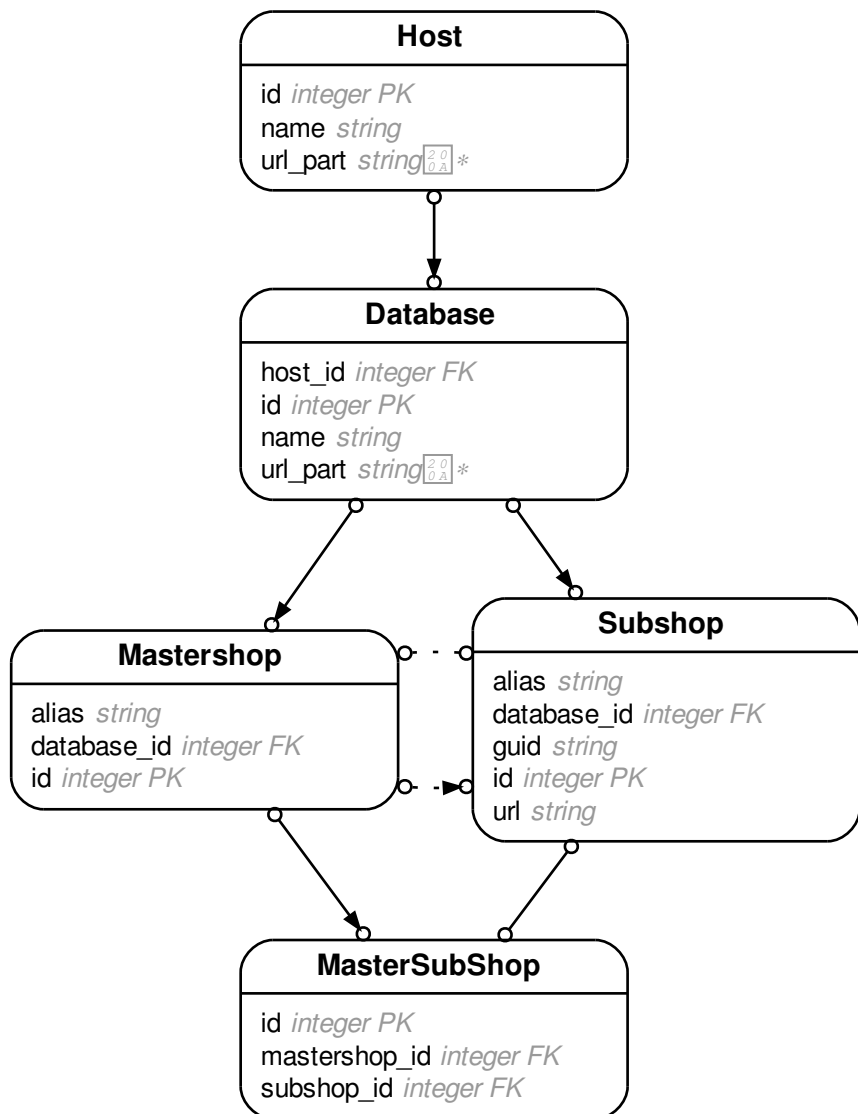 Host
id integer PK
name string
url_part string *
Database
host_id integer FK
id integer PK
name string
url_part string *
Mastershop
alias string
database_id integer FK
id integer PK
Subshop
alias string
database_id integer FK
guid string
id integer PK
url string
MasterSubShop
id integer PK
mastershop_id integer FK
subshop_id integer FK